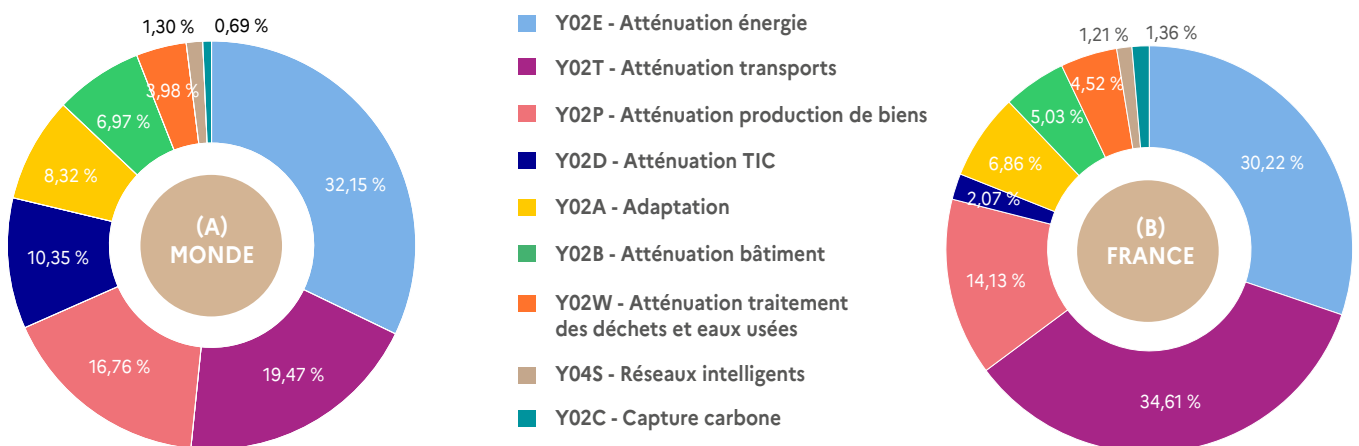 1,30 % 0,69 %
3,98 %
6,97 %
8,32 %
32,15 %
10,35 %
16,76 %
19,47 %
(A)
MONDE
Y02E - Atténuation énergie
Y02T - Atténuation transports
Y02P - Atténuation production de biens
Y02D - Atténuation TIC
Y02A - Adaptation
Y02B - Atténuation bâtiment
Y02W - Atténuation traitement
des déchets et eaux usées
Y04S - Réseaux intelligents
Y02C - Capture carbone
1,21 % 1,36 %
4,52 %
5,03 %
6,86 %
30,22 %
2,07 %
14,13 %
34,61 %
(B)
FRANCE